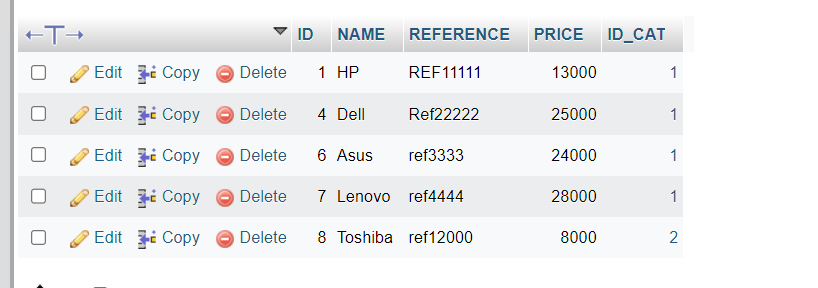 ID NAME REFERENCE PRICE ID_CAT
Edit Copy Delete 1 HP REF11111 13000 1
Edit Copy Delete 4 Dell Ref22222 25000 1
Edit Copy Delete 6 Asus ref3333 24000 1
Edit Copy Delete 7 Lenovo ref4444 28000 1
Edit Copy Delete 8 Toshiba ref12000 8000 2